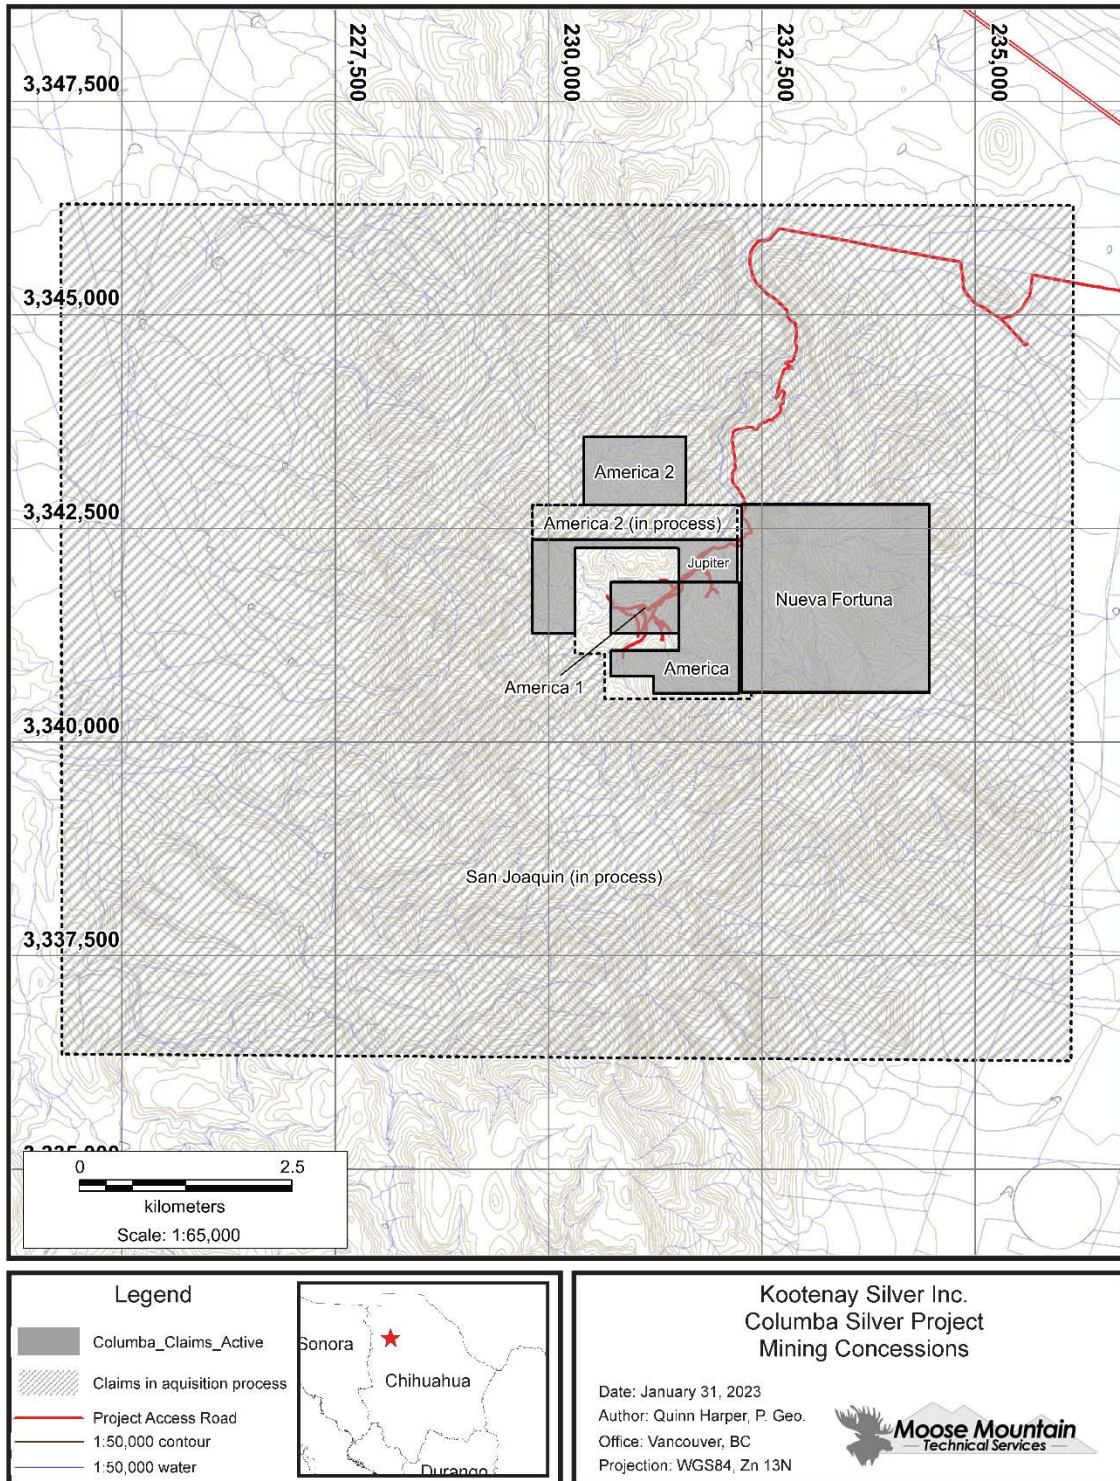 227,500
230,000
232,500
235,000
3,347,500
3,345,000
America 2
3,342,500
America 2 (in process)
Jupiter
Nueva Fortuna
America
America 1
3,340,000
San Joaquin (in process)
3,337,500
3,335,000
0 2.5
kilometers
Scale: 1:65,000
Legend
Columba_Claims_Active
Claims in aquisition process
Project Access Road
1:50,000 contour
1:50,000 water
Sonora
Chihuahua
Durango
Kootenay Silver Inc.
Columba Silver Project
Mining Concessions
Date: January 31, 2023
Author: Quinn Harper, P. Geo.
Office: Vancouver, BC
Projection: WGS84, Zn 13N
Moose Mountain
Technical Services